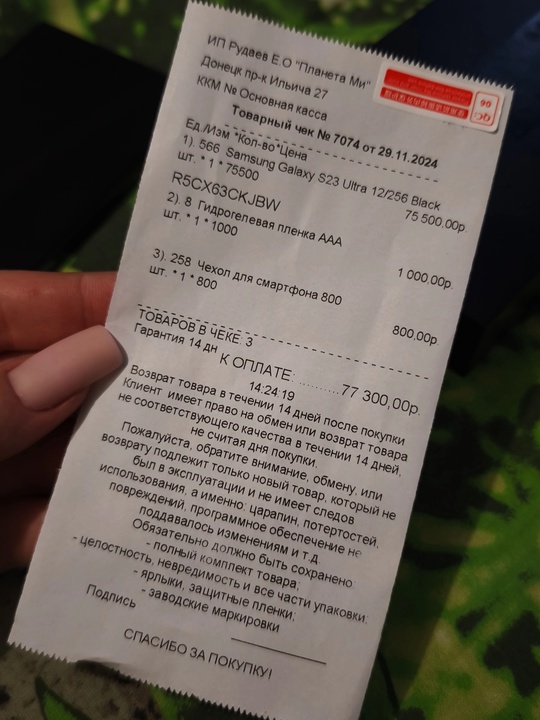 ИП Рудаев Е.О "Планета Ми"
Донецк пр-к Ильича 27
ККМ № Основная касса
Товарный чек № 7074 от 29.11.2024
Ед./Изм *Кол-во*Цена
1). 566 Samsung Galaxy S23 Ultra 12/256 Black
шт. * 1 * 75500
75 500,00р.
R5CX63CKJBW
2). 8 Гидрогелевая пленка ААА
шт. * 1 * 1000
1 000,00р.
3). 258 Чехол для смартфона 800
шт. * 1 * 800
800,00р.
ТОВАРОВ В ЧЕКЕ: 3
Гарантия 14 дн
К ОПЛАТЕ: ..........77 300,00р.
14:24:19
Возврат товара в течении 14 дней после покупки
Клиент имеет право на обмен или возврат товара
не соответствующего качества в течении 14 дней,
не считая дня покупки.
Пожалуйста, обратите внимание, обмену, или
возврату подлежит только новый товар, который не
был в эксплуатации и не имеет следов
использования, а именно: царапин, потертостей,
повреждений, программное обеспечение не
поддавалось изменениям и т.д.
Обязательно должно быть сохранено
- полный комплект товара;
- целостность, невредимость и все части упаковки;
- ярлыки, защитные пленки;
- заводские маркировки
Подпись
СПАСИБО ЗА ПОКУПКУ!